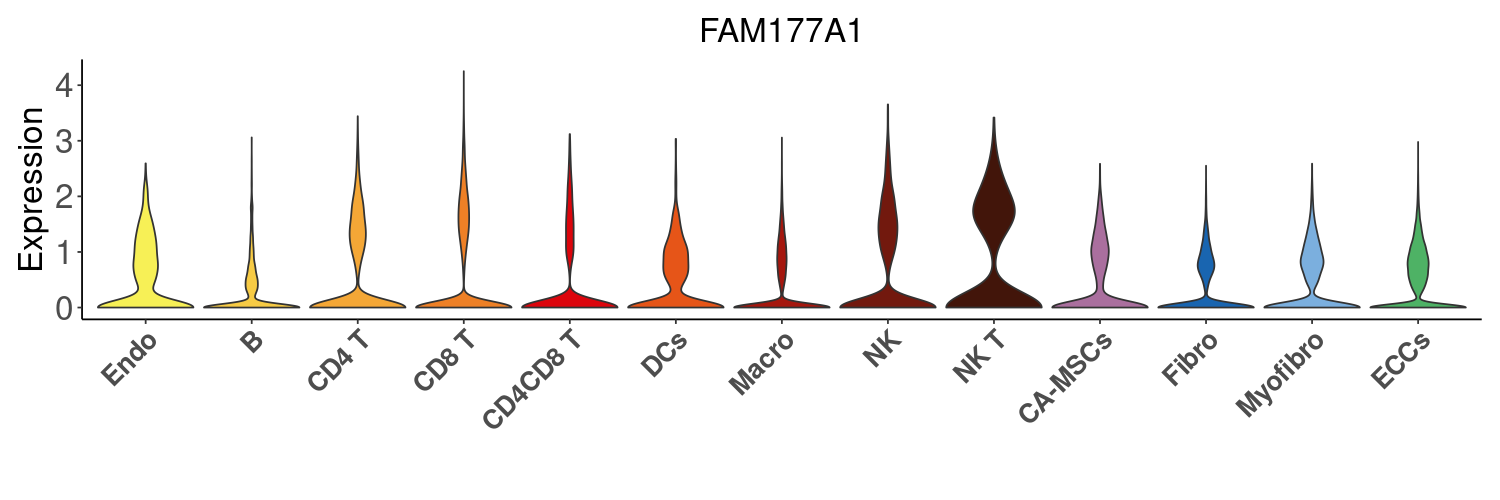 FAM177A1
Expression
4
3
2
1
0
Endo
B
CD4 T
CD8 T
CD4CD8 T
DCs
Macro
NK
NK T
CA-MSCs
Fibro
Myofibro
ECCs